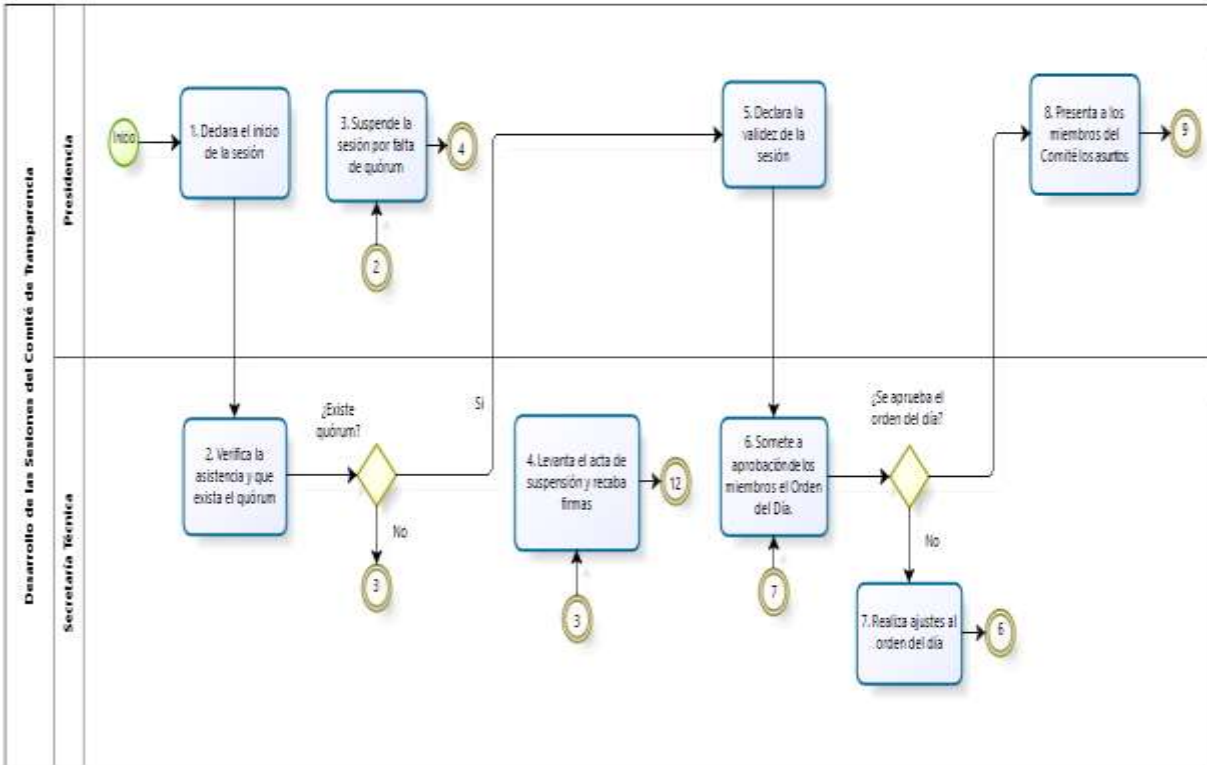 Desarrollo de las Sesiones del Comité de Transparencia
Presidencia
Inicio
1. Declara el inicio
de la sesión
3. Suspende la
sesión por falta
de quórum
4
2
5. Declara la
validez de la
sesión
8. Presenta a los
miembros del
Comité los asuntos
9
Secretaría Técnica
2. Verifica la
asistencia y que
exista el quórum
¿Existe
quórum?
Si
No
3
4. Levanta el acta de
suspensión y recaba
firmas
12
3
6. Somete a
aprobación de los
miembros el Orden
del Día.
7
¿Se aprueba el
orden del día?
No
7. Realiza ajustes al
orden del día
6